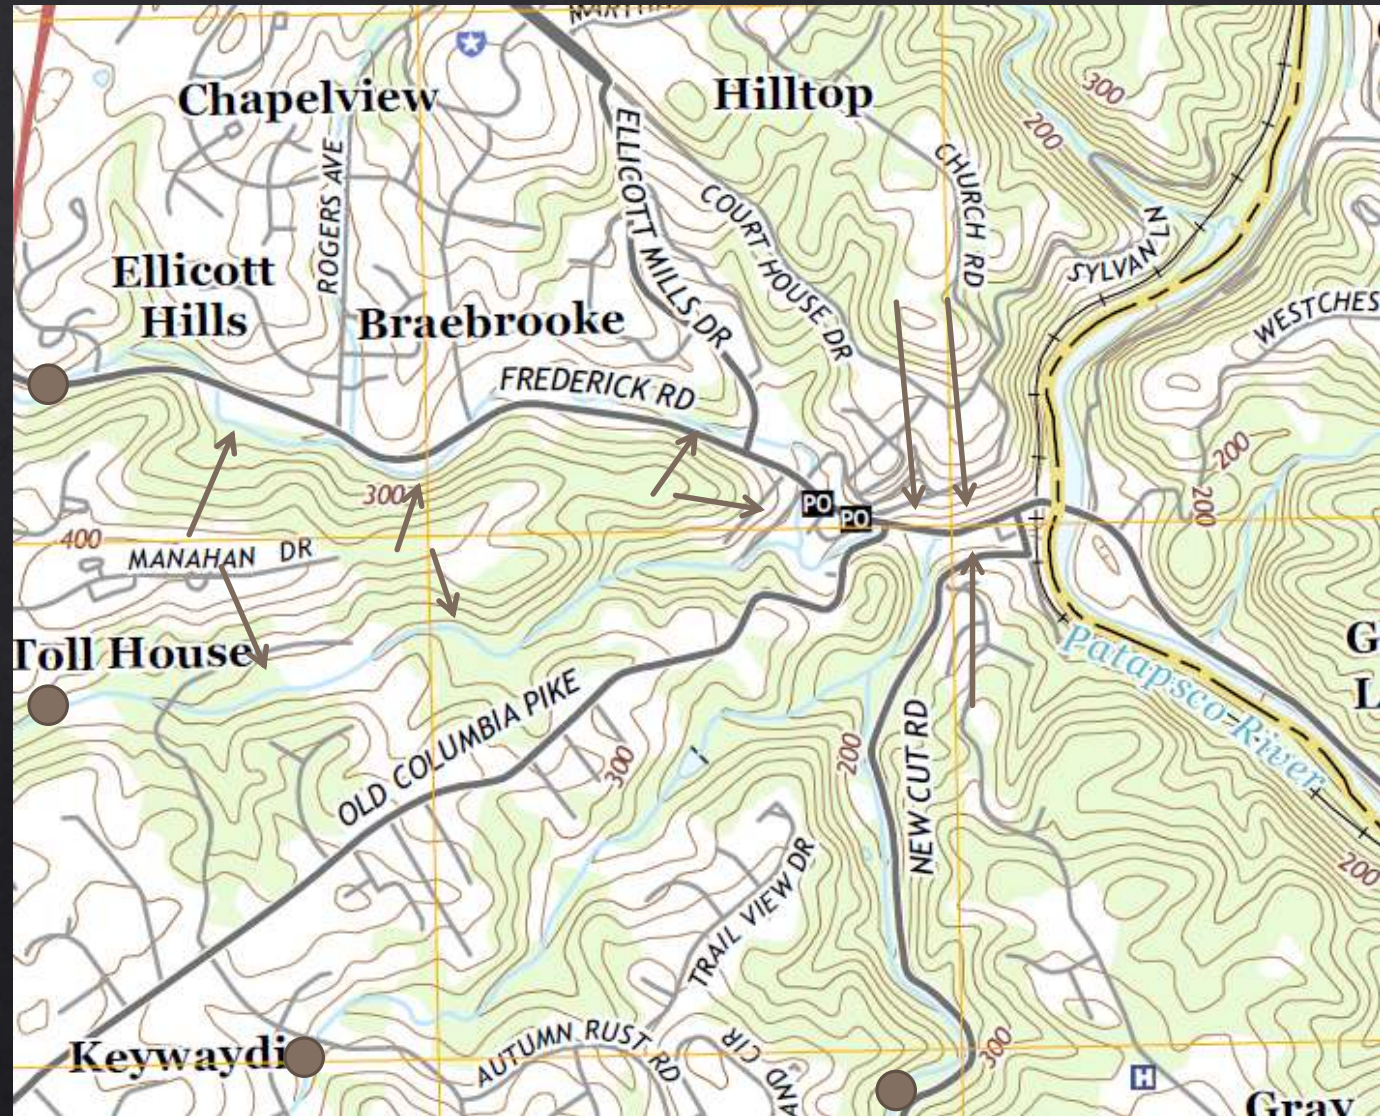 Chapelview
Hilltop
300
200
ELLICOTT MILLS DR
CHURCH RD
ROGERS AVE
COURT HOUSE DR
SYLVAN LN
Ellicott
Hills
Braebrooke
WESTCHES
FREDERICK RD
200
300
200
PO
PO
400
MANAHAN DR
Toll House
Patapsco River
G
L
OLD COLUMBIA PIKE
300
200
NEW CUT RD
TRAIL VIEW DR
200
Keywaydi
AUTUMN RUST RD
CIR
AND
300
H
Gray